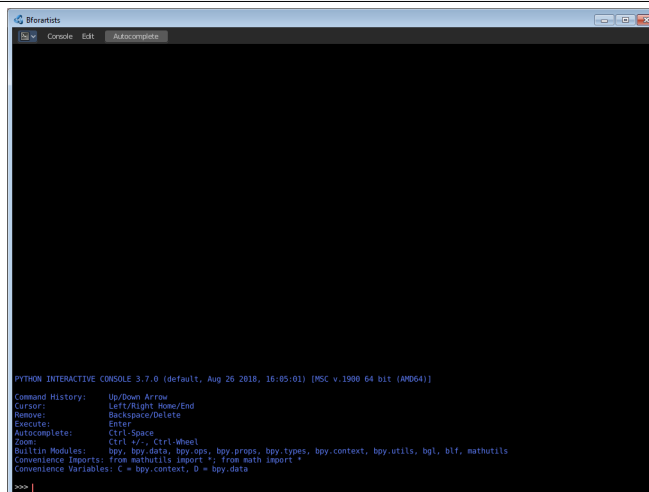 Bforartists
Console Edit Autocomplete
PYTHON INTERACTIVE CONSOLE 3.7.0 (default, Aug 26 2018, 16:05:01) [MSC v.1900 64 bit (AMD64)]
Command History: Up/Down Arrow
Cursor: Left/Right Home/End
Remove: Backspace/Delete
Execute: Enter
Autocomplete: Ctrl-Space
Zoom: Ctrl +/-, Ctrl-Wheel
Builtin Modules: bpy, bpy.data, bpy.ops, bpy.props, bpy.types, bpy.context, bpy.utils, bgl, blf, mathutils
Convenience Imports: from mathutils import *; from math import *
Convenience Variables: C = bpy.context, D = bpy.data
>>>